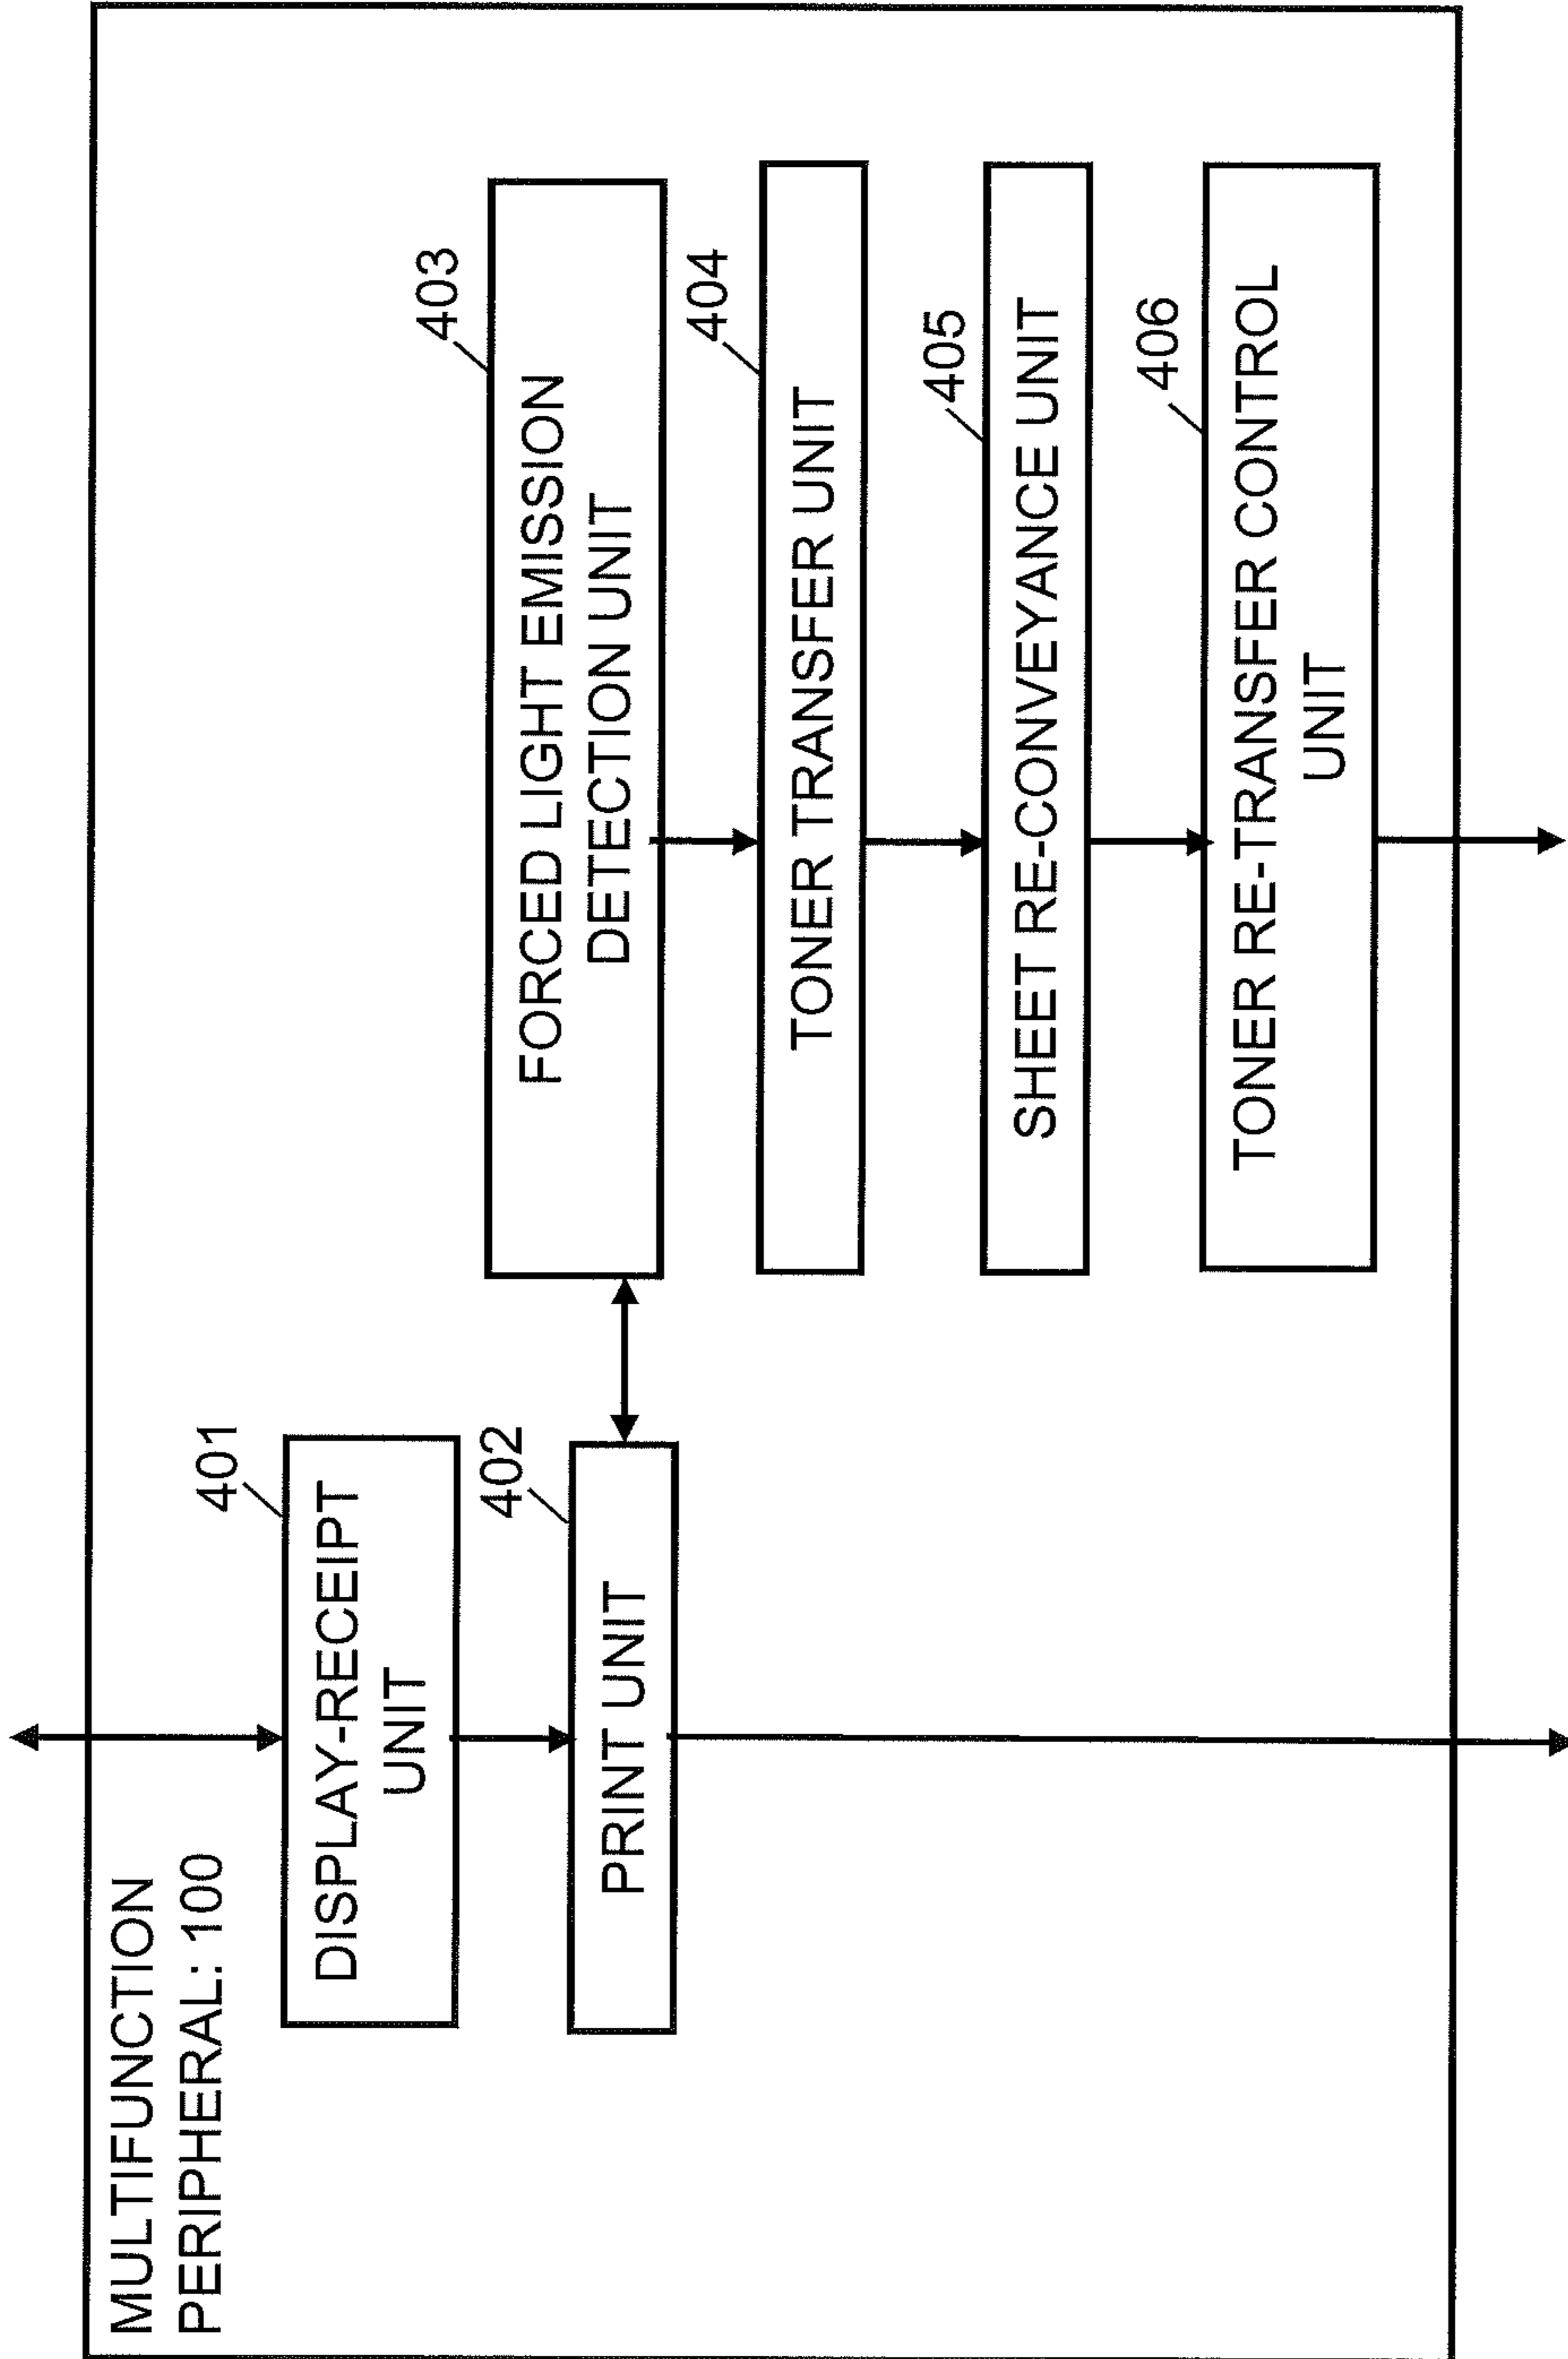 MULTIFUNCTION
PERIPHERAL: 100
401
DISPLAY-RECEIPT
UNIT
402
PRINT UNIT
403
FORCED LIGHT EMISSION
DETECTION UNIT
404
TONER TRANSFER UNIT
405
SHEET RE-CONVEYANCE UNIT
406
TONER RE-TRANSFER CONTROL
UNIT